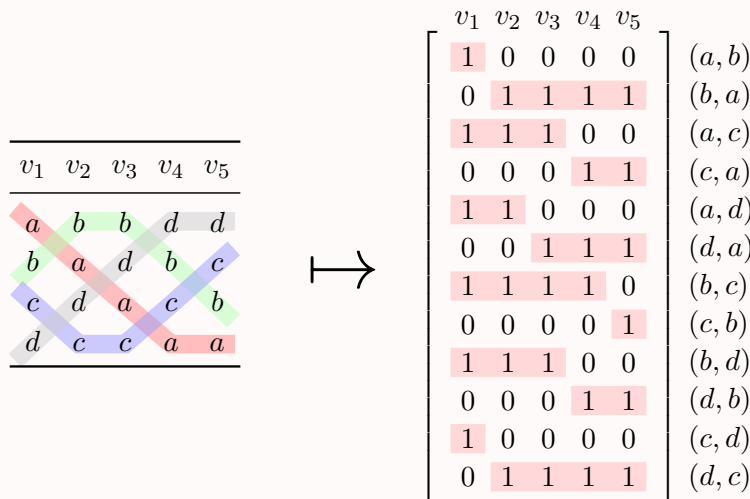 v1 v2 v3 v4 v5
a b b d d
b a d b c
c d a c b
d c c a a
↦
v1 v2 v3 v4 v5
1 0 0 0 0 (a, b)
0 1 1 1 1 (b, a)
1 1 1 0 0 (a, c)
0 0 0 1 1 (c, a)
1 1 0 0 0 (a, d)
0 0 1 1 1 (d, a)
1 1 1 1 0 (b, c)
0 0 0 0 1 (c, b)
1 1 1 0 0 (b, d)
0 0 0 1 1 (d, b)
1 0 0 0 0 (c, d)
0 1 1 1 1 (d, c)